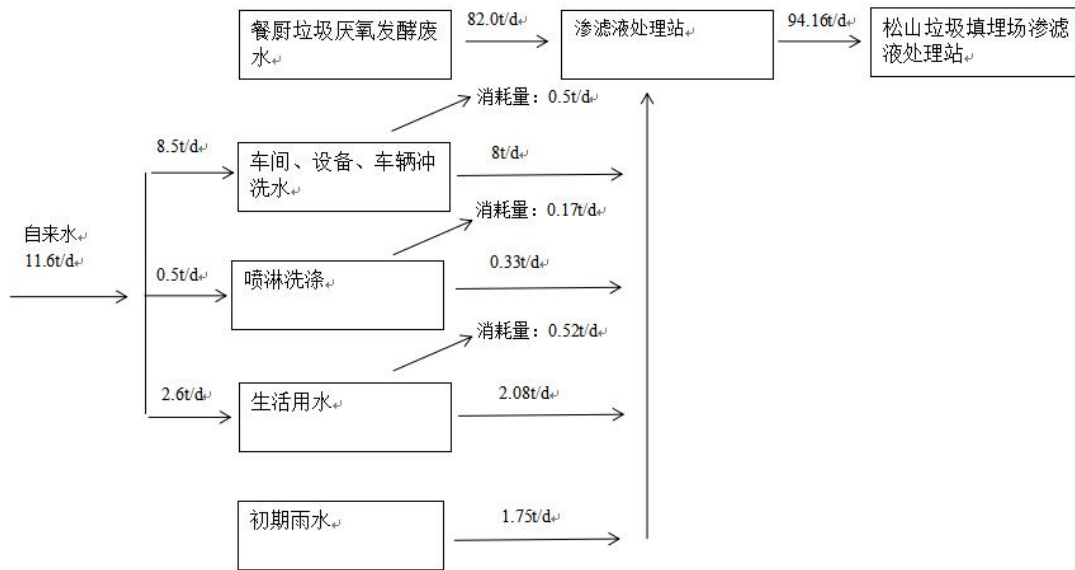 餐厨垃圾厌氧发酵废
水
82.0t/d
渗滤液处理站
94.16t/d
松山垃圾填埋场渗滤
液处理站
消耗量：0.5t/d
8.5t/d
车间、设备、车辆冲
洗水
8t/d
消耗量：0.17t/d
自来水
11.6t/d
0.5t/d
喷淋洗涤
0.33t/d
消耗量：0.52t/d
2.6t/d
生活用水
2.08t/d
初期雨水
1.75t/d